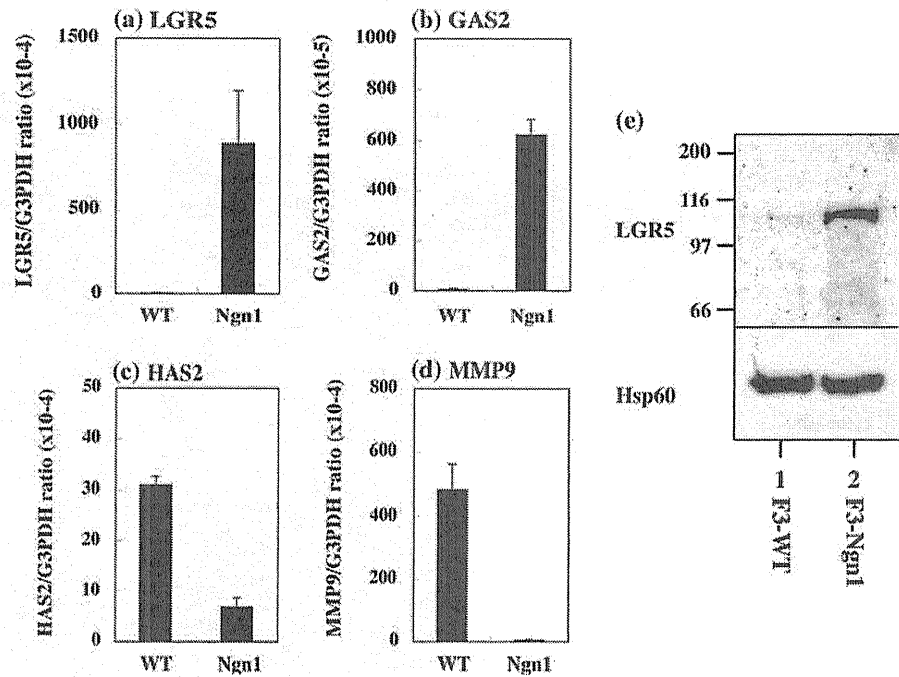 (a) LGR5
LGR5/G3PDH ratio (x10-4)
1500
1000
500
0
WT Ngn1
(b) GAS2
GAS2/G3PDH ratio (x10-5)
1000
800
600
400
200
0
WT Ngn1
(c) HAS2
HAS2/G3PDH ratio (x10-4)
50
40
30
20
10
0
WT Ngn1
(d) MMP9
MMP9/G3PDH ratio (x10-4)
800
600
400
200
0
WT Ngn1
(e)
200
116
LGR5
97
66
Hsp60
1 F3-WT
2 F3-Ngn1